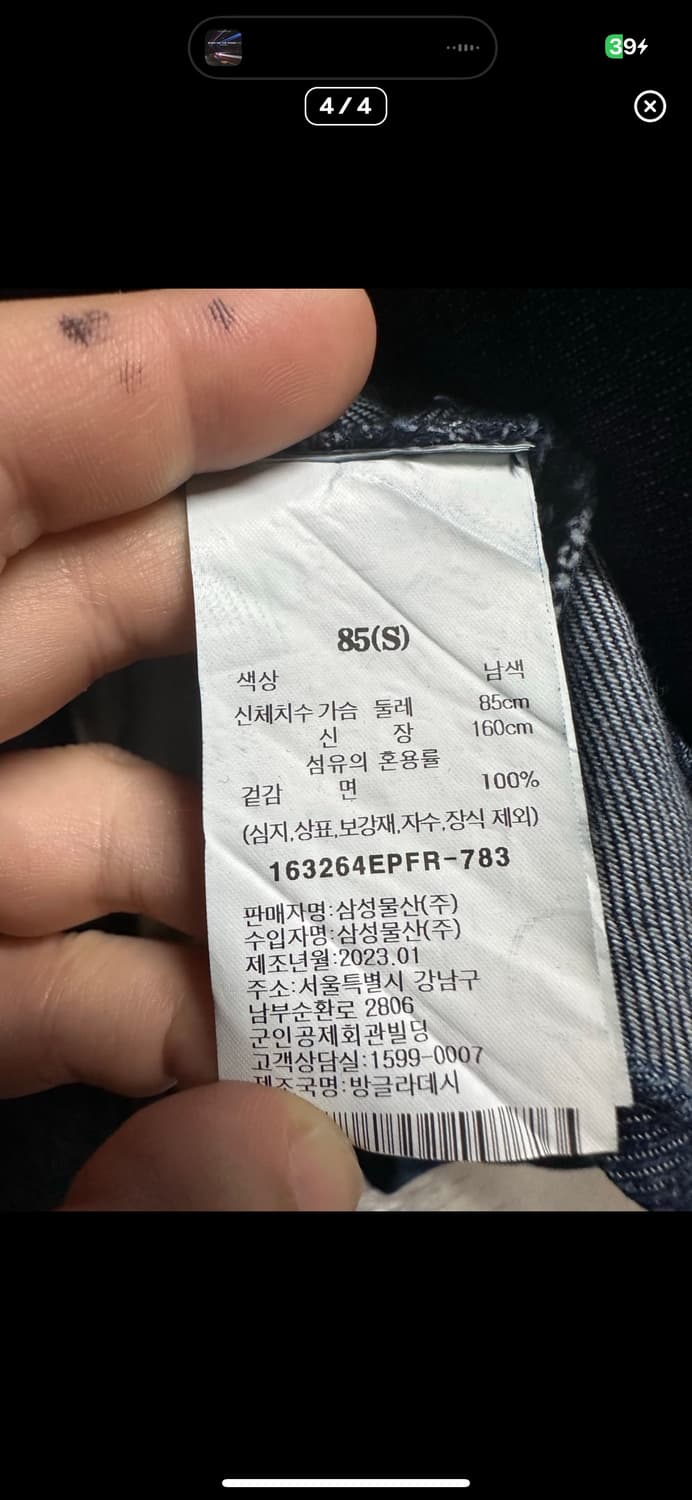 39
4 / 4
85(S)
색상 남색
신체치수 가슴 둘레 85cm
신 장 160cm
섬유의 혼용률
겉감 면 100%
(심지,상표,보강재,자수,장식 제외)
163264EPFR-783
판매자명:삼성물산(주)
수입자명:삼성물산(주)
제조년월:2023.01
주소:서울특별시 강남구
남부순환로 2806
군인공제회관빌딩
고객상담실:1599-0007
제조국명:방글라데시